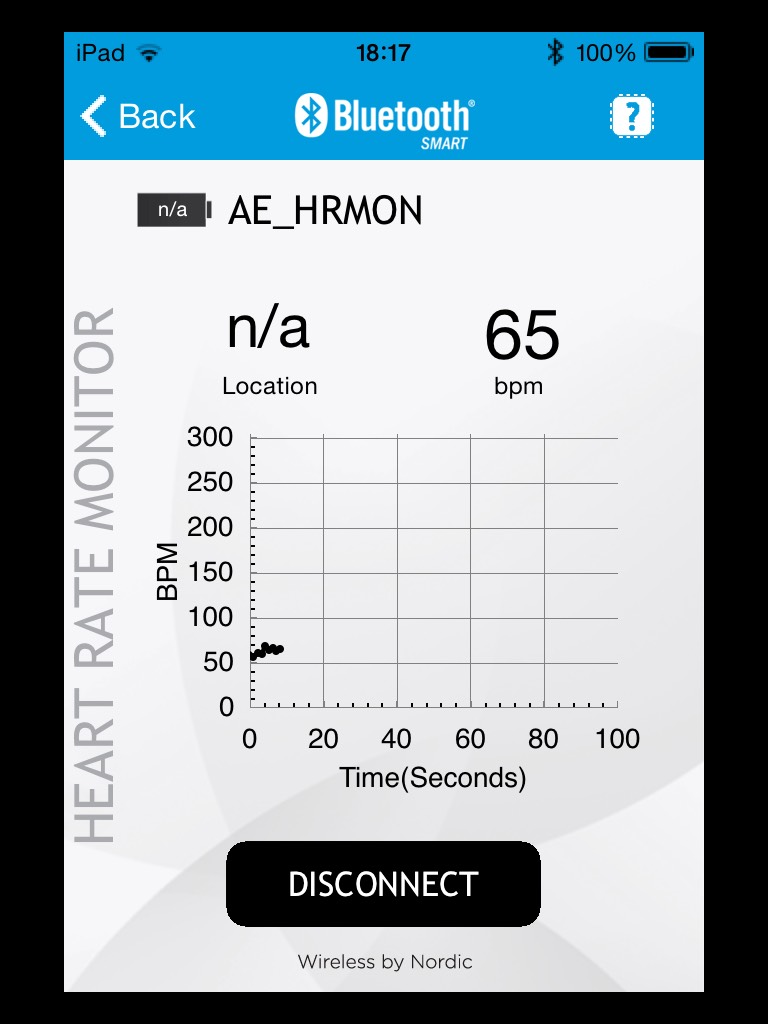 iPad 18:17 100%
Back Bluetooth® ?
SMART
n/a AE_HRMON
n/a 65
Location bpm
HEART RATE MONITOR
BPM
300
250
200
150
100
50
0
0 20 40 60 80 100
Time(Seconds)
DISCONNECT
Wireless by Nordic